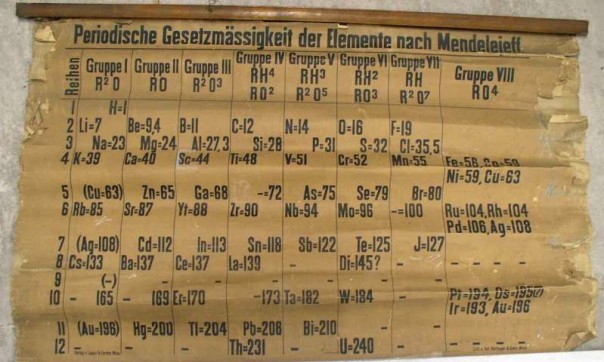 Periodische Gesetzmässigkeit der Elemente nach Mendelejeff.
Reihen Gruppe I Gruppe II Gruppe III Gruppe IV Gruppe V Gruppe VI Gruppe VII Gruppe VIII
RH⁴ RH³ RH² RH
R²O RO R²O³ RO² R²O⁵ RO³ R²O⁷ RO⁴
1 H=1
2 Li=7 Be=9,4 B=11 C=12 N=14 O=16 F=19
3 Na=23 Mg=24 Al=27,3 Si=28 P=31 S=32 Cl=35,5
4 K=39 Ca=40 Sc=44 Ti=48 V=51 Cr=52 Mn=55 Fe=56, Co=59
Ni=59, Cu=63
5 (Cu=63) Zn=65 Ga=68 -=72 As=75 Se=79 Br=80
6 Rb=85 Sr=87 Yt=88 Zr=90 Nb=94 Mo=96 -=100 Ru=104, Rh=104
Pd=106, Ag=108
7 (Ag=108) Cd=112 In=113 Sn=118 Sb=122 Te=125 J=127
8 Cs=133 Ba=137 Ce=137 La=139 - Di=145? - - - - -
9 (-) - - - - - -
10 - 165 - 169 Er=170 -173 Ta=182 W=184 - Pt=194, Os=195(?)
Ir=193, Au=196
11 (Au=196) Hg=200 Tl=204 Pb=206 Bi=210 - -
12 - - - Th=231 - U=240 - - - - -